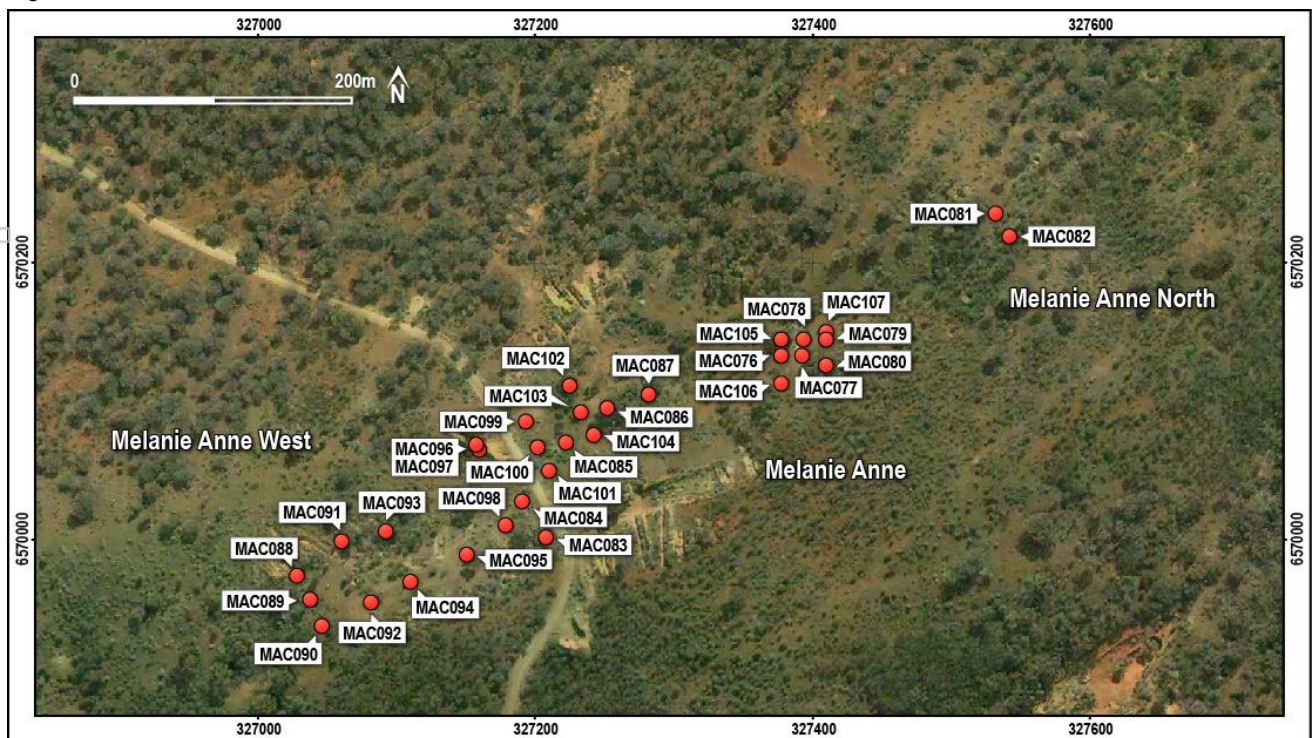 327000
327200
327400
327600
0
200m
N
6570200
6570200
6570000
6570000
MAC081
MAC082
Melanie Anne North
MAC078
MAC107
MAC105
MAC079
MAC076
MAC080
MAC077
MAC106
MAC102
MAC087
MAC103
MAC086
MAC099
MAC104
Melanie Anne West
MAC096
MAC097
MAC100
MAC085
Melanie Anne
MAC101
MAC098
MAC084
MAC093
MAC091
MAC083
MAC088
MAC095
MAC089
MAC094
MAC092
MAC090
327000
327200
327400
327600